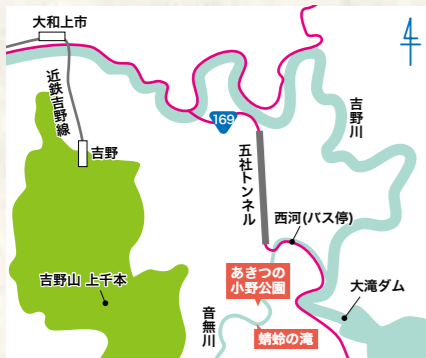 大和上市
近鉄吉野線
吉野
169
吉野川
五社トンネル
西河(バス停)
あきつの
小野公園
大滝ダム
吉野山 上千本
音無川
蜻蛉の滝